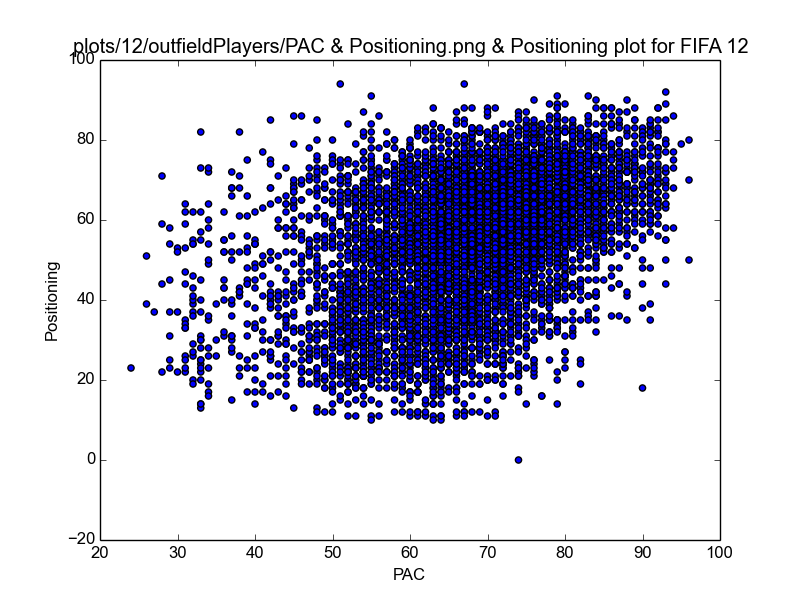 plots/12/outfieldPlayers/PAC & Positioning.png & Positioning plot for FIFA 12
100
80
60
40
20
0
−20
Positioning
20 30 40 50 60 70 80 90 100
PAC